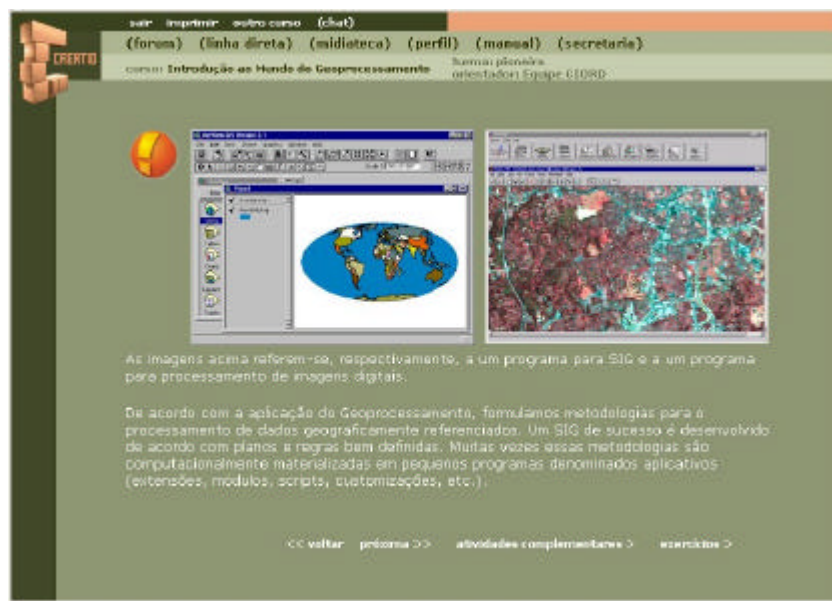 sair imprimir outro curso (chat)
(forum) (linha direta) (midiateca) (perfil) (manual) (secretaria)
CREATIO
curso: Introdução ao Mundo do Geoprocessamento
turma: pioneira
orientador: Equipe
As imagens acima referem-se, respectivamente, a um programa para SIG e a um programa
para processamento de imagens digitais.
De acordo com a aplicação do Geoprocessamento, formulamos metodologias para o
processamento de dados geograficamente referenciados. Um SIG de sucesso é desenvolvido
de acordo com planos e regras bem definidas. Muitas vezes essas metodologias são
computacionalmente materializadas em pequenos programas denominados aplicativos
(extensões, módulos, scripts, customizações, etc.).
<< voltar próxima >> atividades complementares > exercícios >